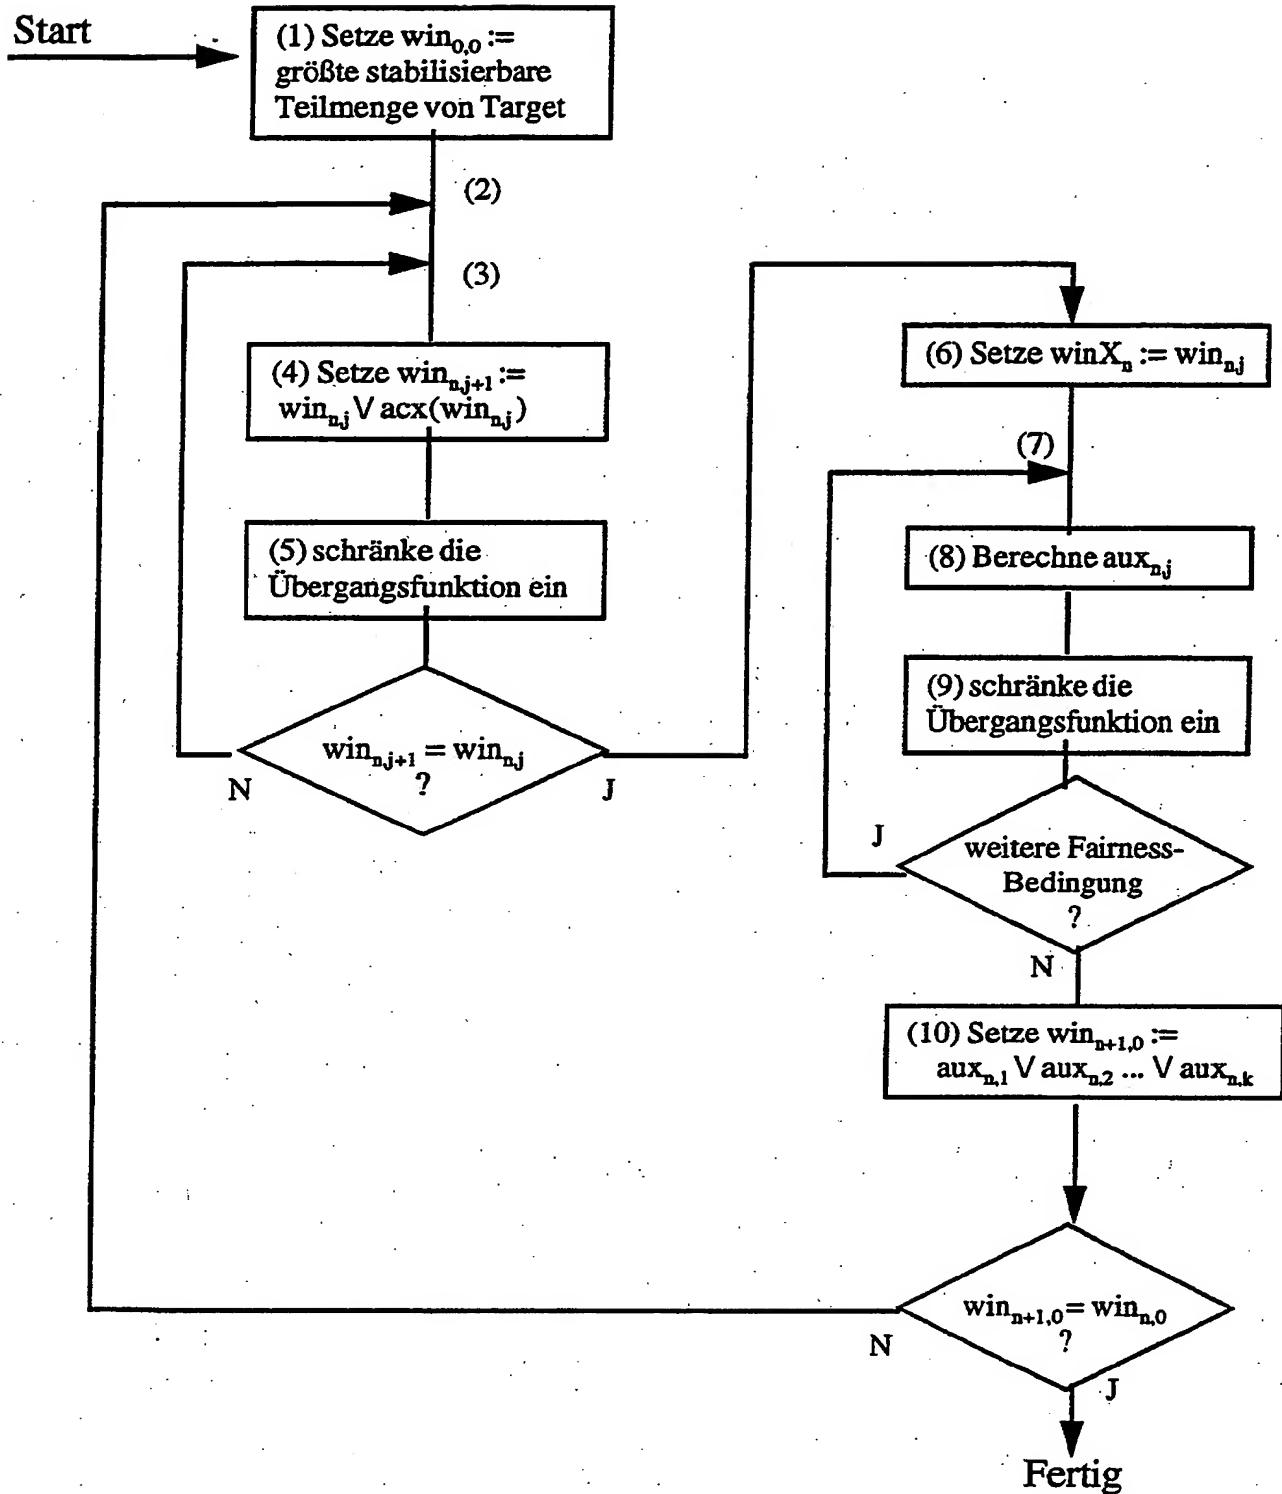 Start
(1) Setze win0,0 :=
größte stabilisierbare
Teilmenge von Target
(2)
(3)
(4) Setze winn,j+1 :=
winn,j V acx(winn,j)
(5) schränke die
Übergangsfunktion ein
winn,j+1 = winn,j
?
N
J
(6) Setze winXn := winn,j
(7)
(8) Berechne auxn,j
(9) schränke die
Übergangsfunktion ein
J
weitere Fairness-
Bedingung
?
N
(10) Setze winn+1,0 :=
auxn,1 V auxn,2 ... V auxn,k
winn+1,0 = winn,0
?
N
J
Fertig